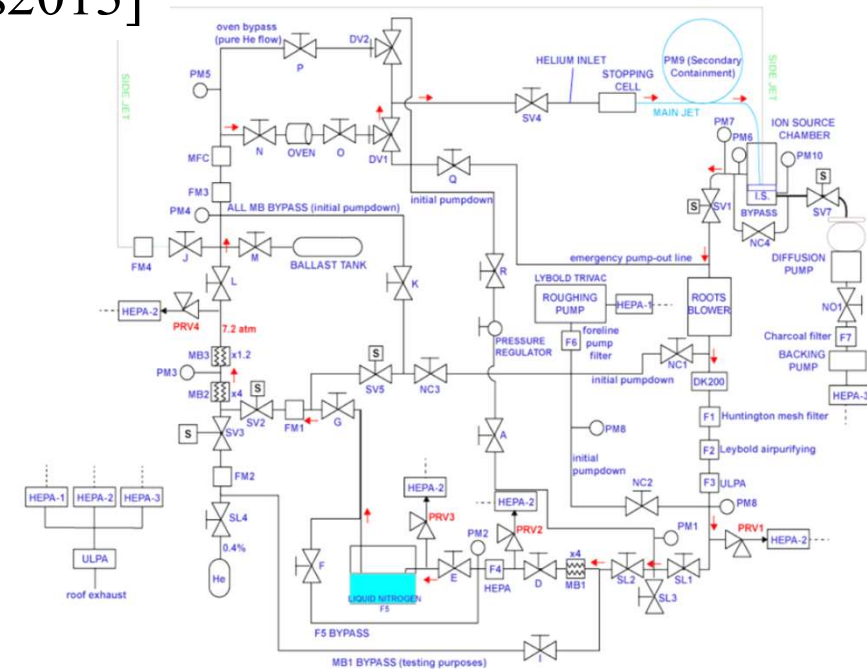 s2015]
oven bypass
(pure He flow)
P
DV2
PM5
SIDE JET
HELIUM INLET
STOPPING
CELL
PM9 (Secondary
Containment)
SIDE JET
SV4
MAIN JET
N
OVEN
O
DV1
MFC
Q
PM7
PM6
ION SOURCE
CHAMBER
PM10
S
I.S.
BYPASS
NC4
SV7
S
SV1
FM3
PM4
ALL MB BYPASS (initial pumpdown)
initial pumpdown
FM4
J
M
BALLAST TANK
L
K
R
emergency pump-out line
DIFFUSION
PUMP
LYBOLD TRIVAC
ROUGHING
PUMP
HEPA-1
ROOTS
BLOWER
NO1
HEPA-2
PRV4
7.2 atm
F6
foreline
pump
filter
PRESSURE
REGULATOR
Charcoal filter
F7
BACKING
PUMP
HEPA-3
MB3
x1.2
PM3
MB2
x4
S
SV5
NC3
initial pumpdown
NC1
DK200
S
SV2
FM1
G
S
SV3
F1
Huntington mesh filter
F2
Leybold airpurifying
F3
ULPA
A
PM8
initial
pumpdown
NC2
PM8
FM2
HEPA-1
HEPA-2
HEPA-3
ULPA
roof exhaust
SL4
0.4%
He
HEPA-2
PRV3
HEPA-2
PRV2
PM2
PM1
PRV1
HEPA-2
F
LIQUID NITROGEN
F5
E
F4
HEPA
D
x4
MB1
SL2
SL1
SL3
F5 BYPASS
I
MB1 BYPASS (testing purposes)